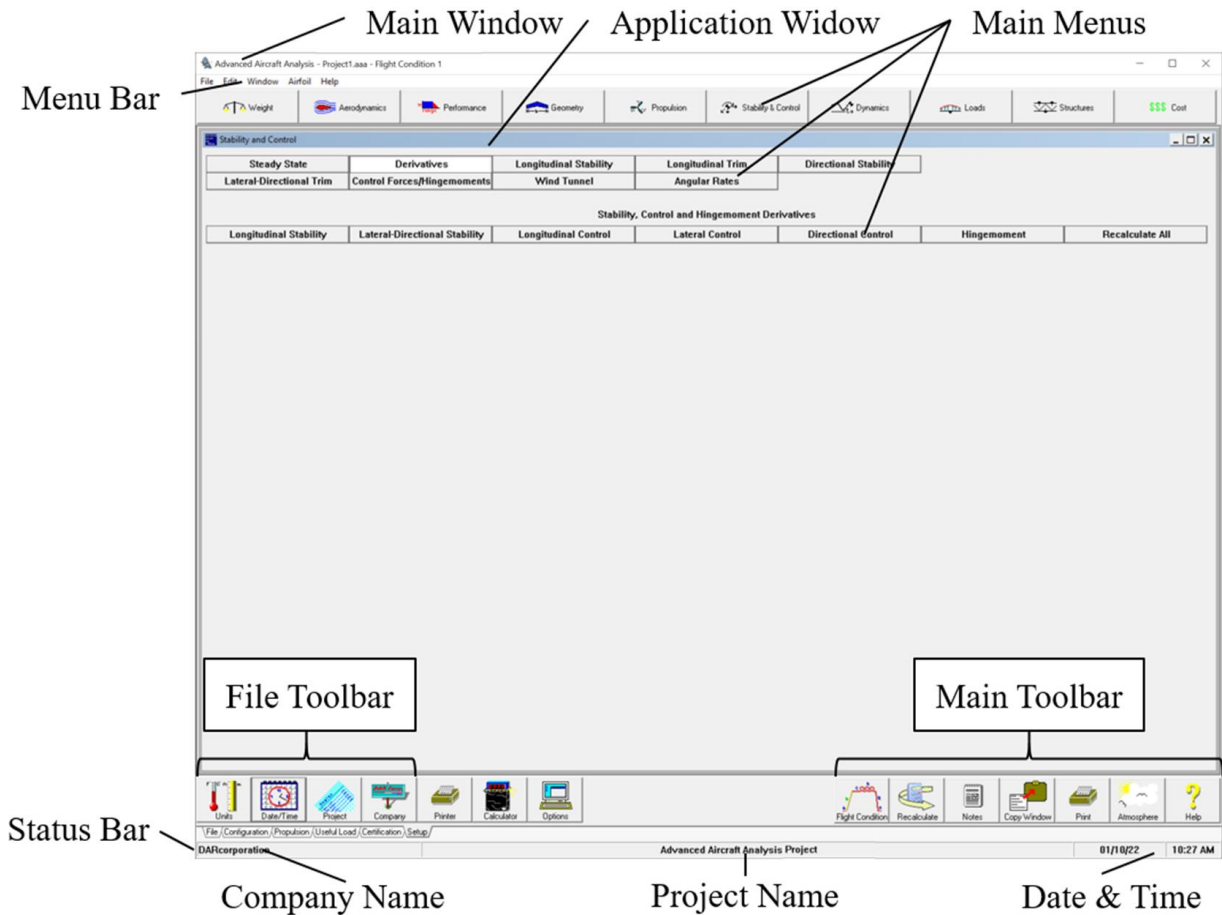 Main Window Application Widow Main Menus
Advanced Aircraft Analysis - Project1.aaa - Flight Condition 1
File Edit Window Airfoil Help
Menu Bar
Weight Aerodynamics Performance Geometry Propulsion Stability & Control Dynamics Loads Structures $$$ Cost
Stability and Control
Steady State Derivatives Longitudinal Stability Longitudinal Trim Directional Stability
Lateral-Directional Trim Control Forces/Hingemoments Wind Tunnel Angular Rates
Stability, Control and Hingemoment Derivatives
Longitudinal Stability Lateral-Directional Stability Longitudinal Control Lateral Control Directional Control Hingemoment Recalculate All
File Toolbar Main Toolbar
Units Date/Time Project Company Printer Calculator Options Flight Condition Recalculate Notes Copy Window Print Atmosphere Help
Status Bar
File Configuration Propulsion Useful Load Certification Setup
DARcorporation Advanced Aircraft Analysis Project 01/10/22 10:27 AM
Company Name Project Name Date & Time